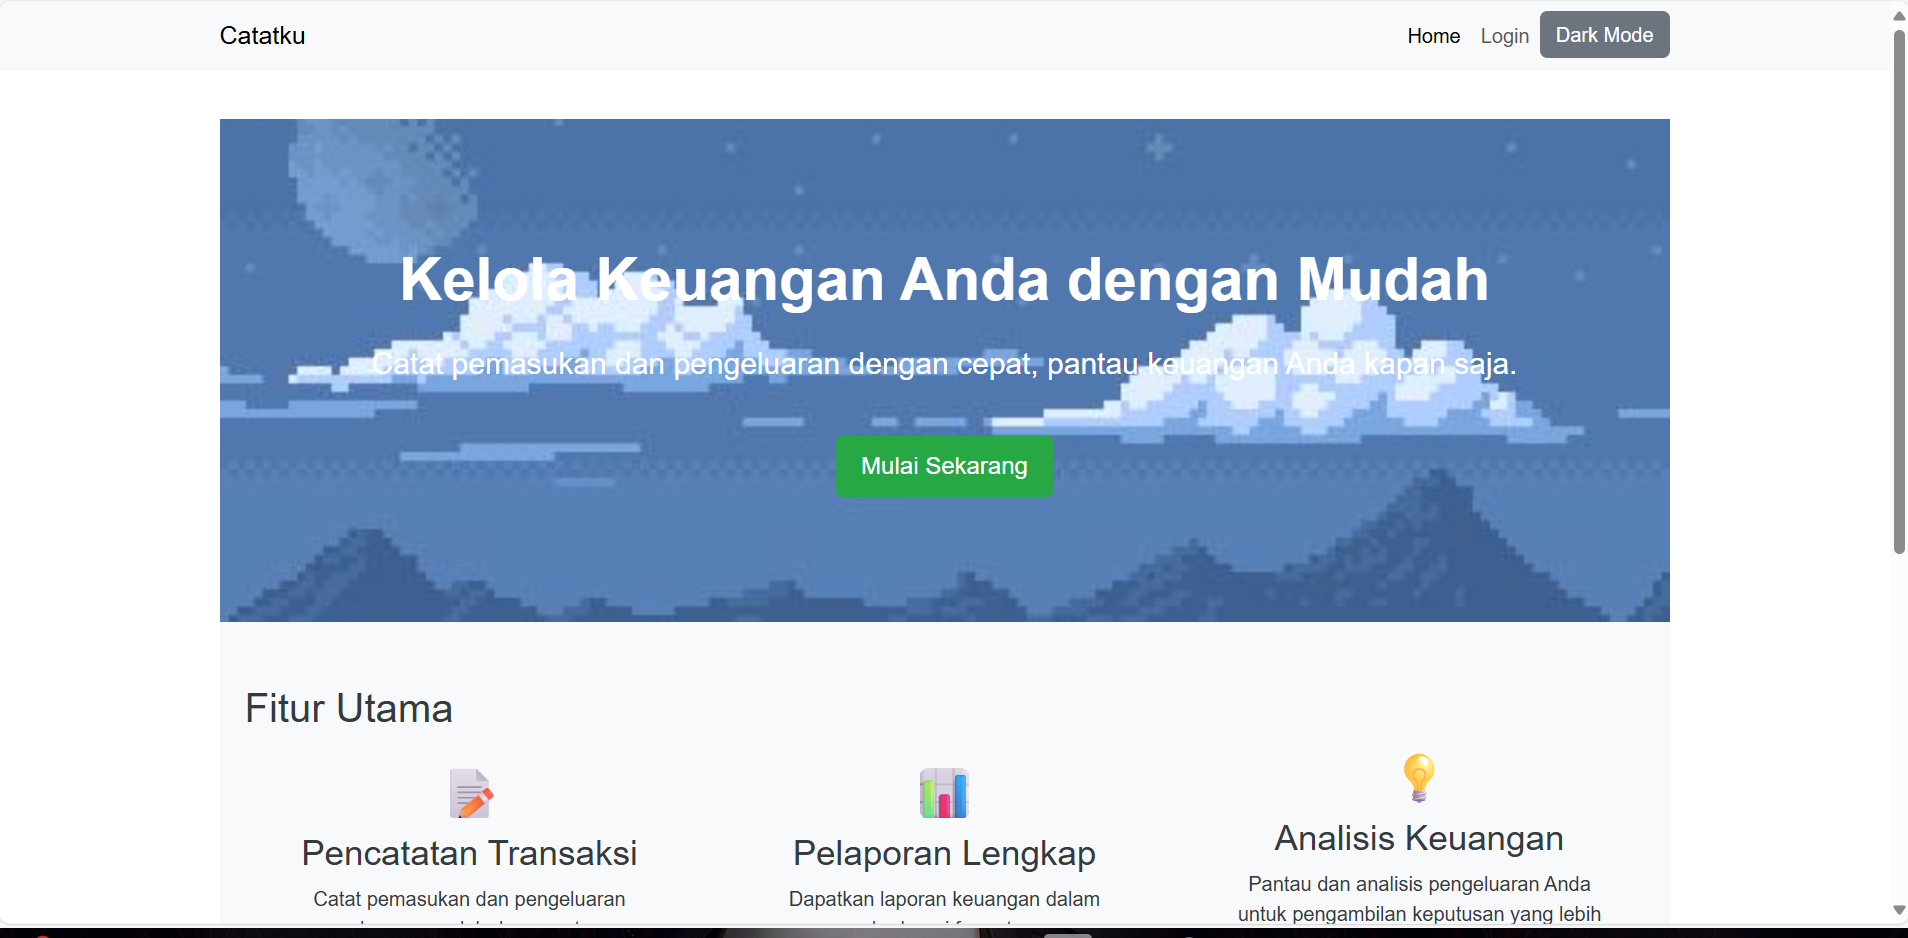 Catatku
Home Login Dark Mode
Kelola Keuangan Anda dengan Mudah
Catat pemasukan dan pengeluaran dengan cepat, pantau keuangan Anda kapan saja.
Mulai Sekarang
Fitur Utama
Pencatatan Transaksi
Catat pemasukan dan pengeluaran
Pelaporan Lengkap
Dapatkan laporan keuangan dalam
Analisis Keuangan
Pantau dan analisis pengeluaran Anda
untuk pengambilan keputusan yang lebih